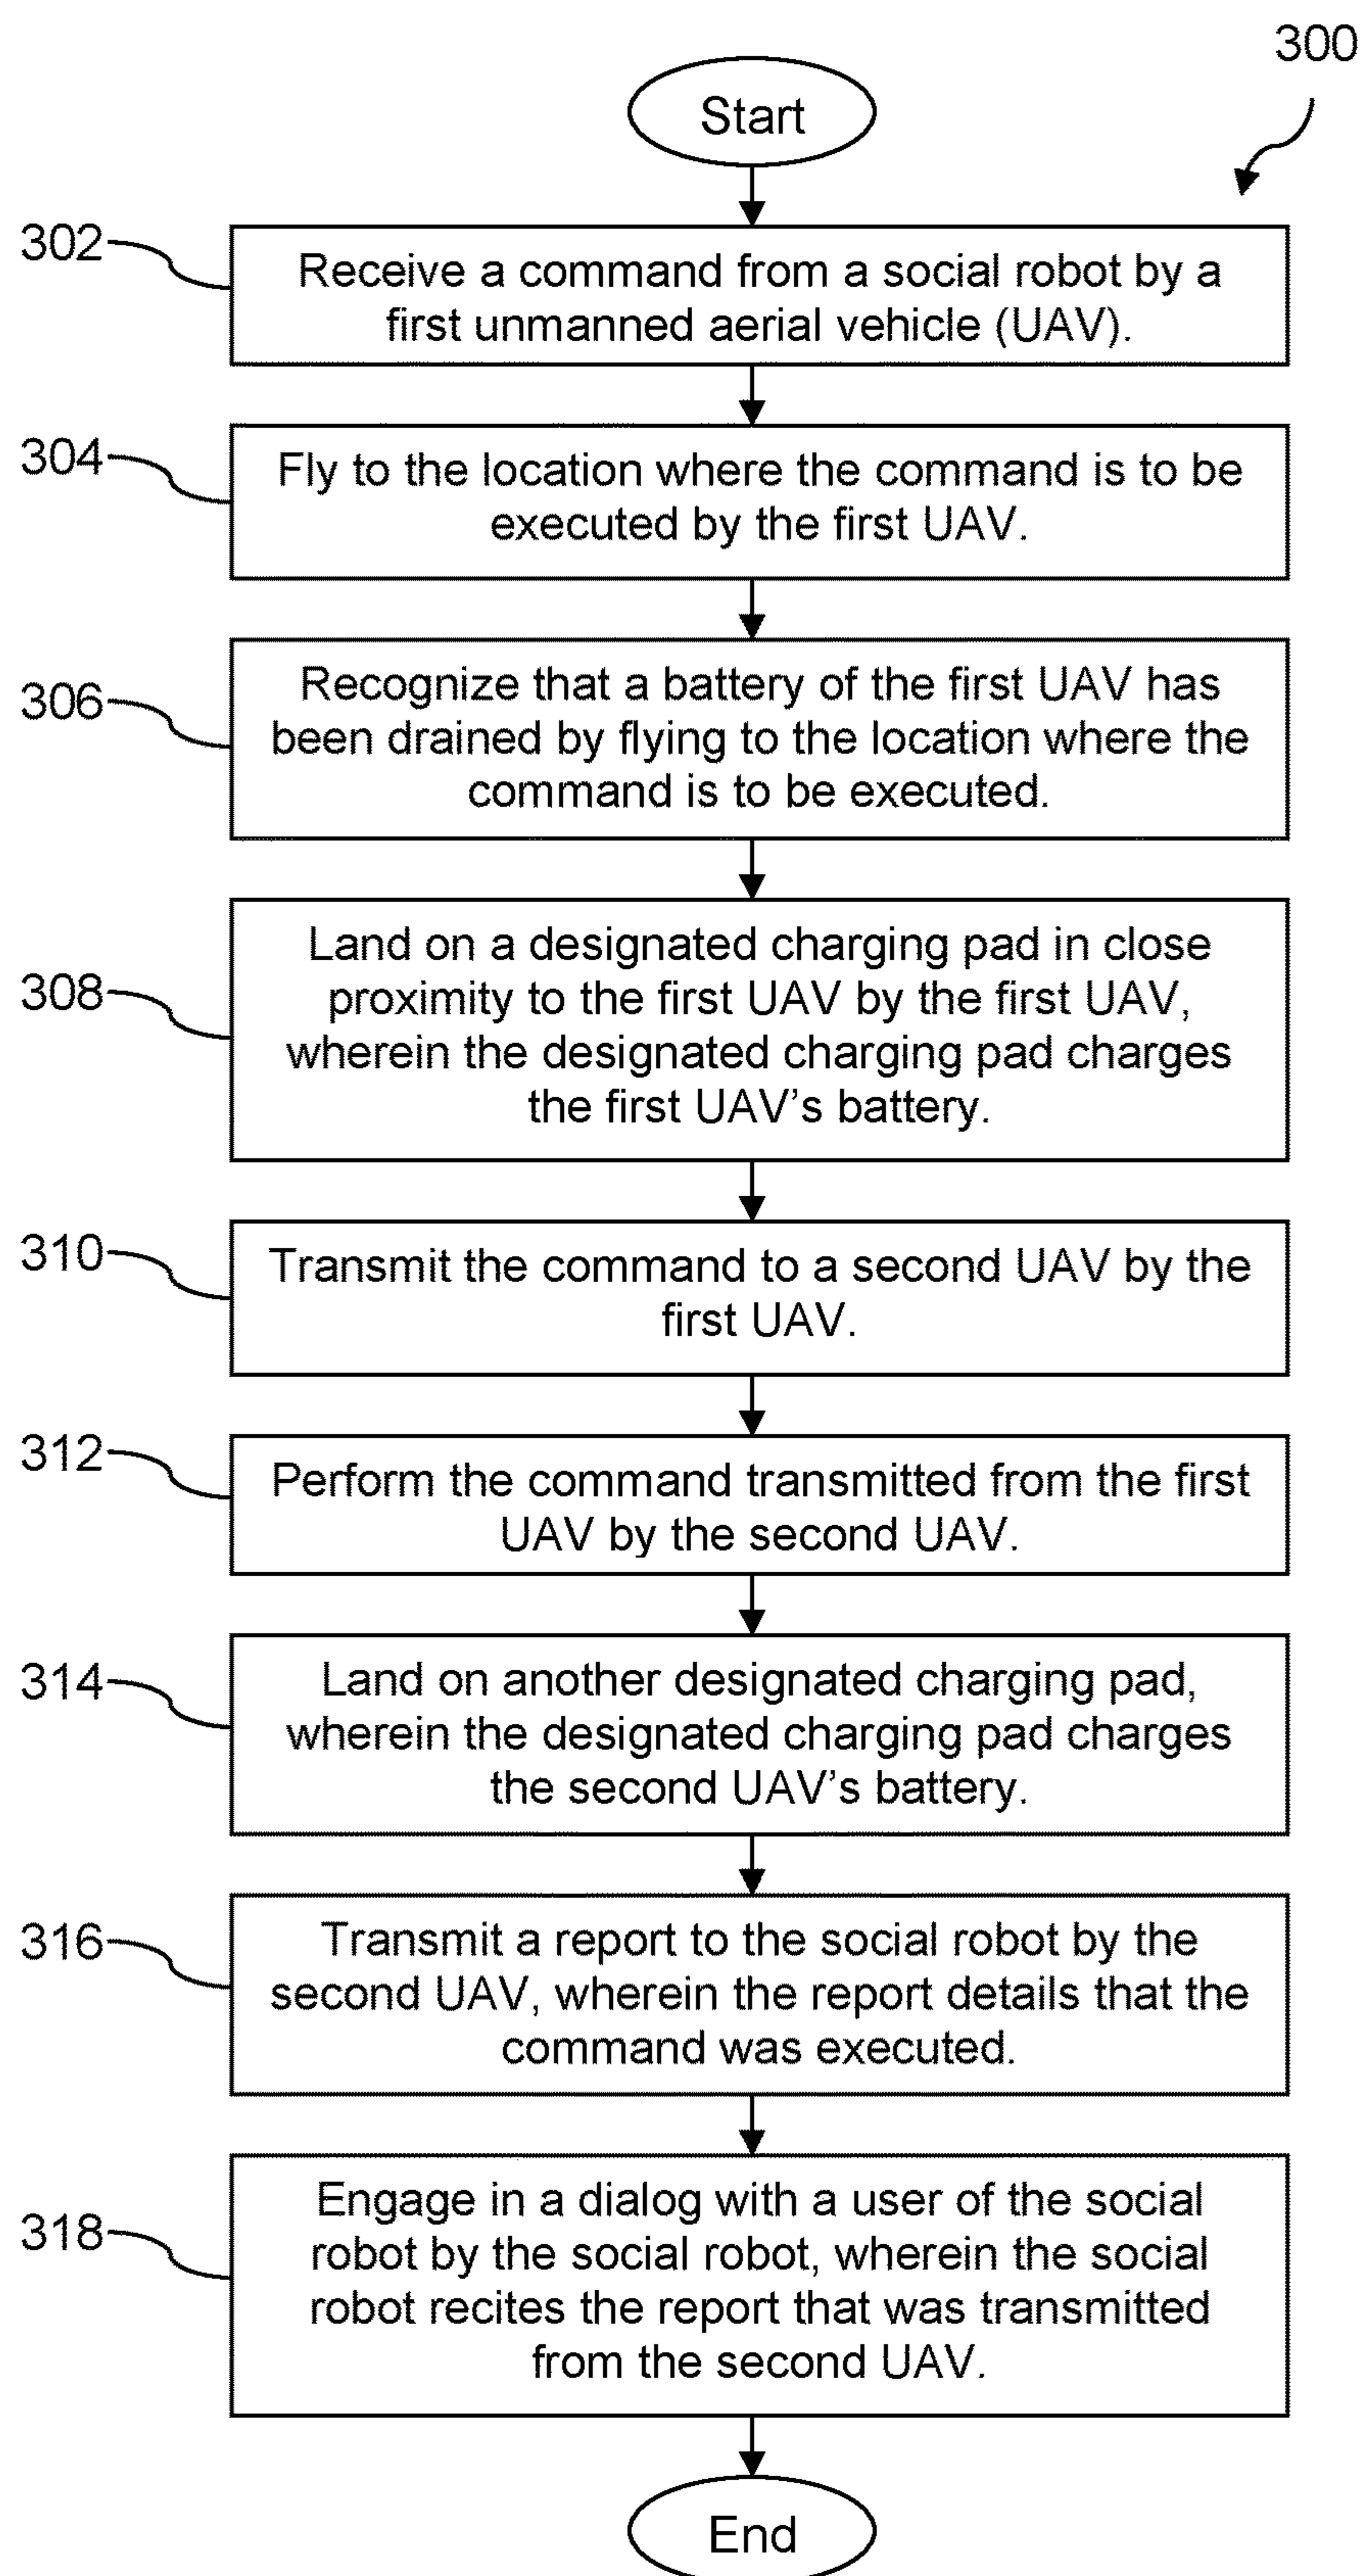 300
Start
302
Receive a command from a social robot by a
first unmanned aerial vehicle (UAV).
304
Fly to the location where the command is to be
executed by the first UAV.
306
Recognize that a battery of the first UAV has
been drained by flying to the location where the
command is to be executed.
308
Land on a designated charging pad in close
proximity to the first UAV by the first UAV,
wherein the designated charging pad charges
the first UAV’s battery.
310
Transmit the command to a second UAV by the
first UAV.
312
Perform the command transmitted from the first
UAV by the second UAV.
314
Land on another designated charging pad,
wherein the designated charging pad charges
the second UAV’s battery.
316
Transmit a report to the social robot by the
second UAV, wherein the report details that the
command was executed.
318
Engage in a dialog with a user of the social
robot by the social robot, wherein the social
robot recites the report that was transmitted
from the second UAV.
End